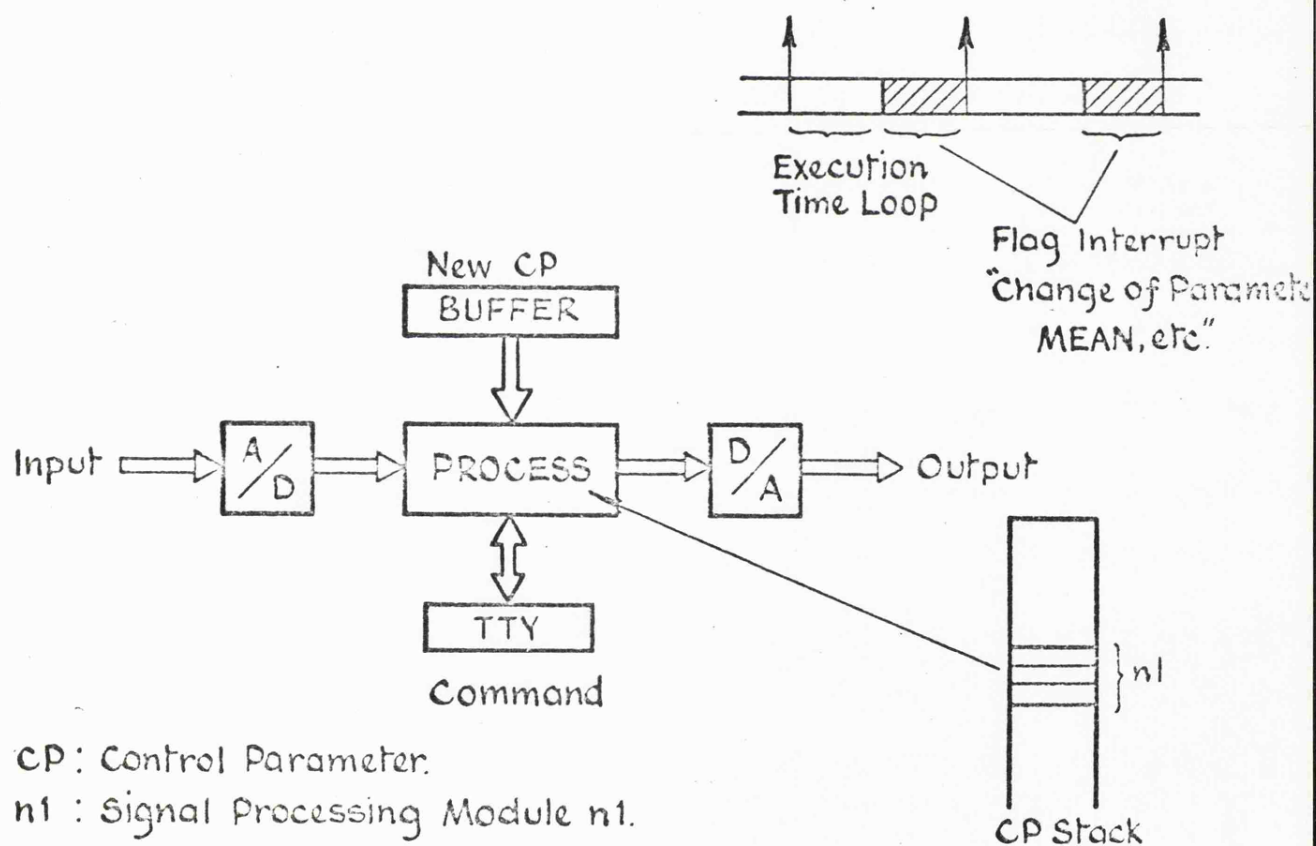 Execution
Time Loop
Flag Interrupt
"Change of Paramete
MEAN, etc."
New CP
BUFFER
Input
A/D
PROCESS
D/A
Output
TTY
Command
n1
CP: Control Parameter.
n1 : Signal Processing Module n1.
CP Stack